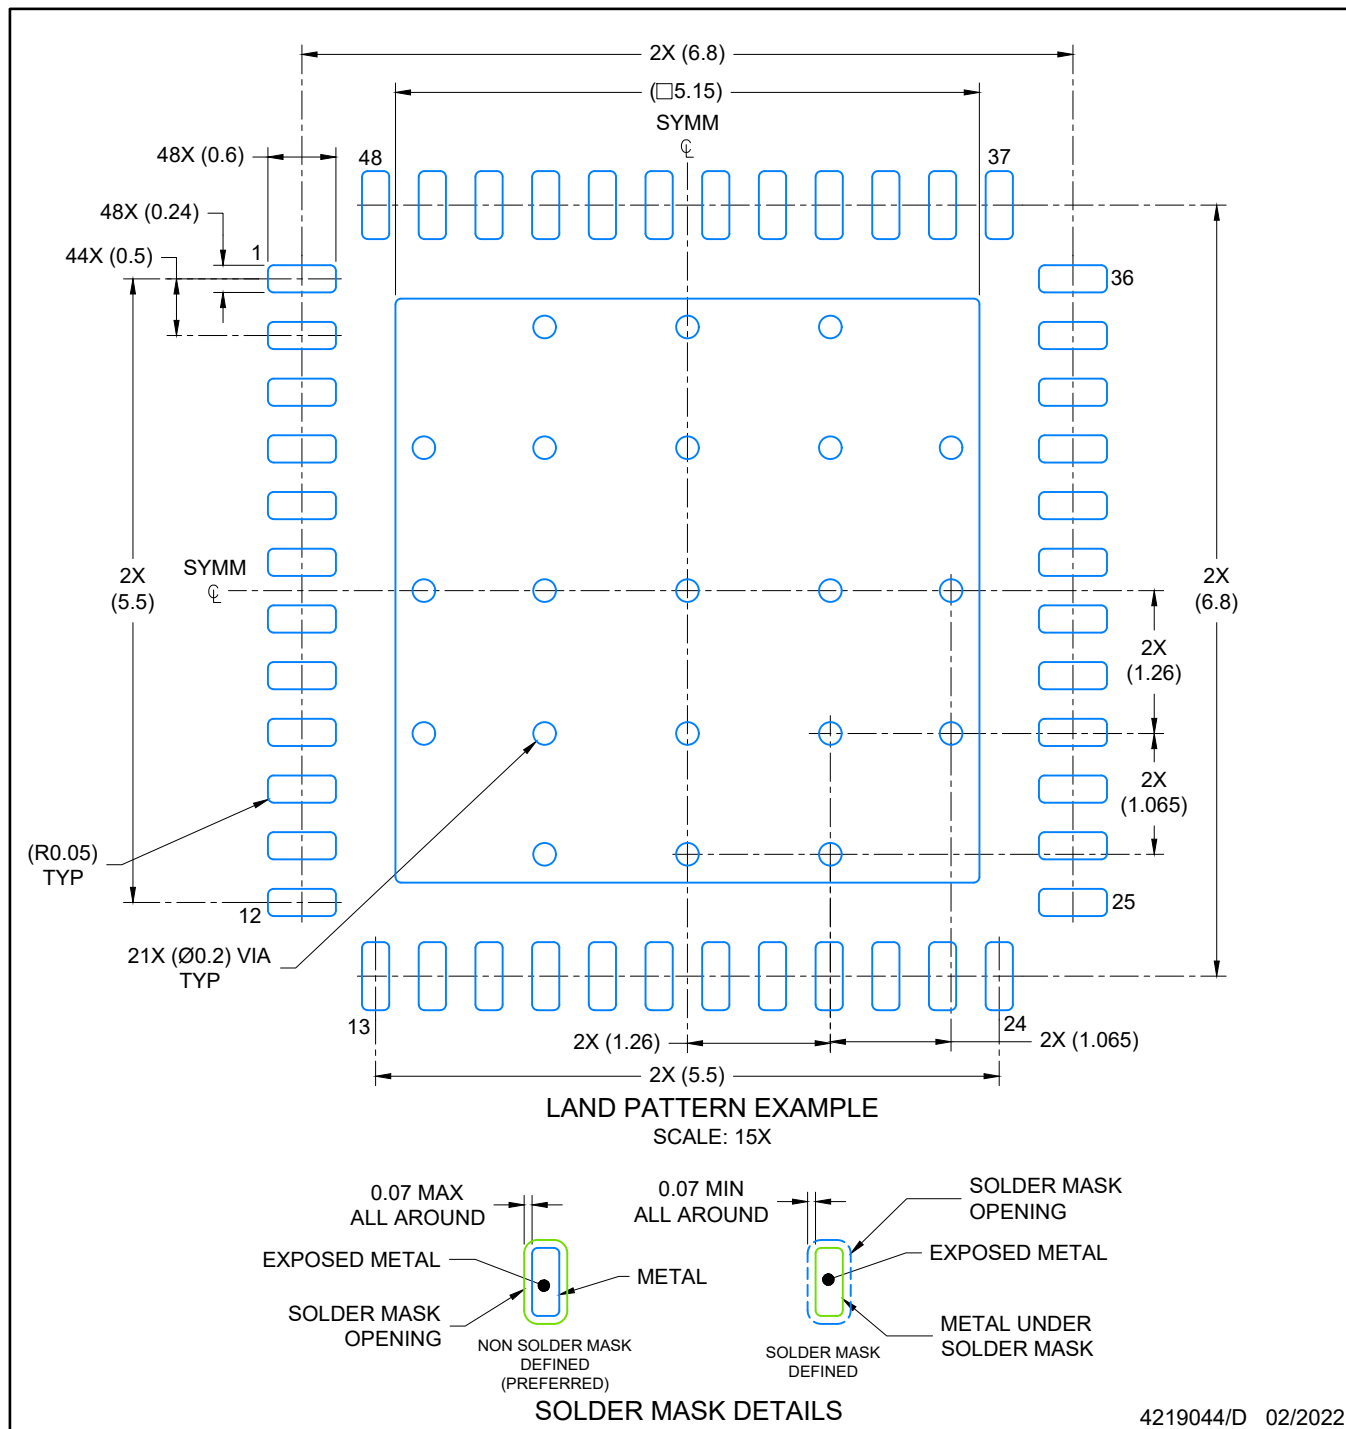 2X (6.8)
(□5.15)
SYMM
℄
48X (0.6)
48
37
48X (0.24)
1
44X (0.5)
36
SYMM
℄
2X
(5.5)
2X
(6.8)
2X
(1.26)
2X
(1.065)
(R0.05)
TYP
12
25
21X (Ø0.2) VIA
TYP
13
24
2X (1.26)
2X (1.065)
2X (5.5)
LAND PATTERN EXAMPLE
SCALE: 15X
0.07 MAX
ALL AROUND
0.07 MIN
ALL AROUND
SOLDER MASK
OPENING
EXPOSED METAL
EXPOSED METAL
METAL
SOLDER MASK
OPENING
METAL UNDER
SOLDER MASK
NON SOLDER MASK
DEFINED
(PREFERRED)
SOLDER MASK
DEFINED
SOLDER MASK DETAILS
4219044/D 02/2022